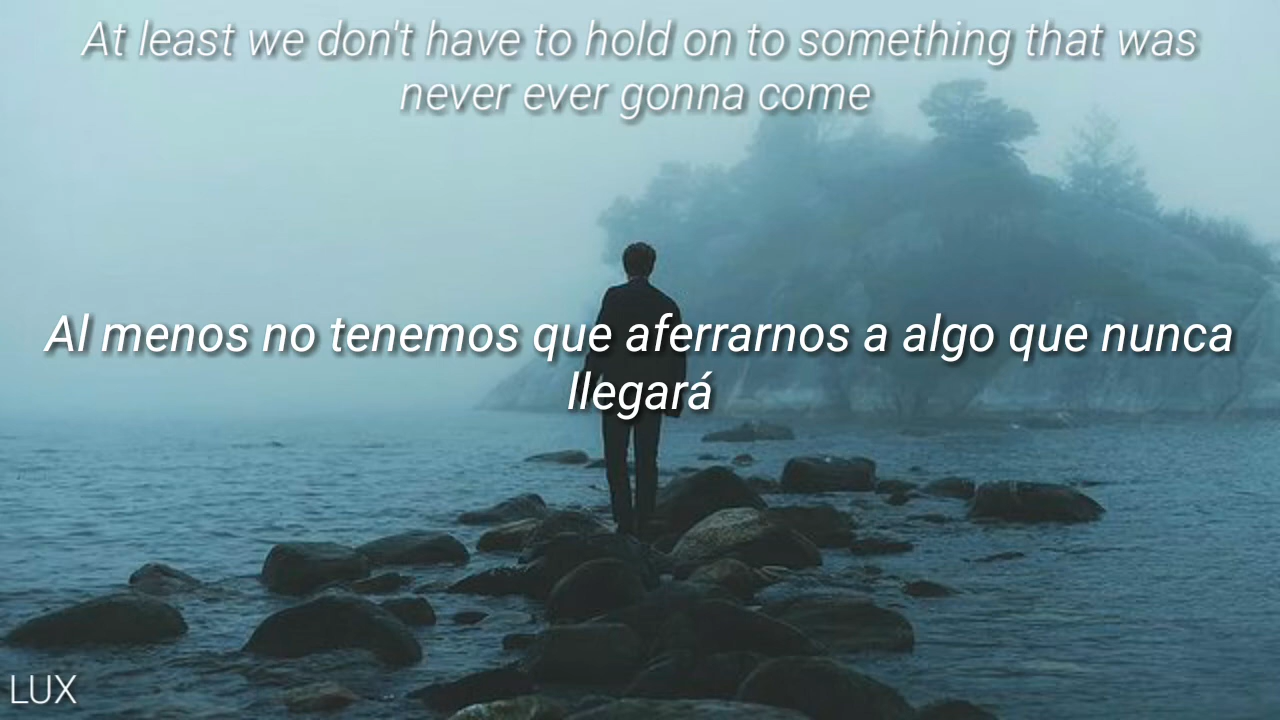 At least we don't have to hold on to something that was
never ever gonna come
Al menos no tenemos que aferrarnos a algo que nunca
llegará
LUX